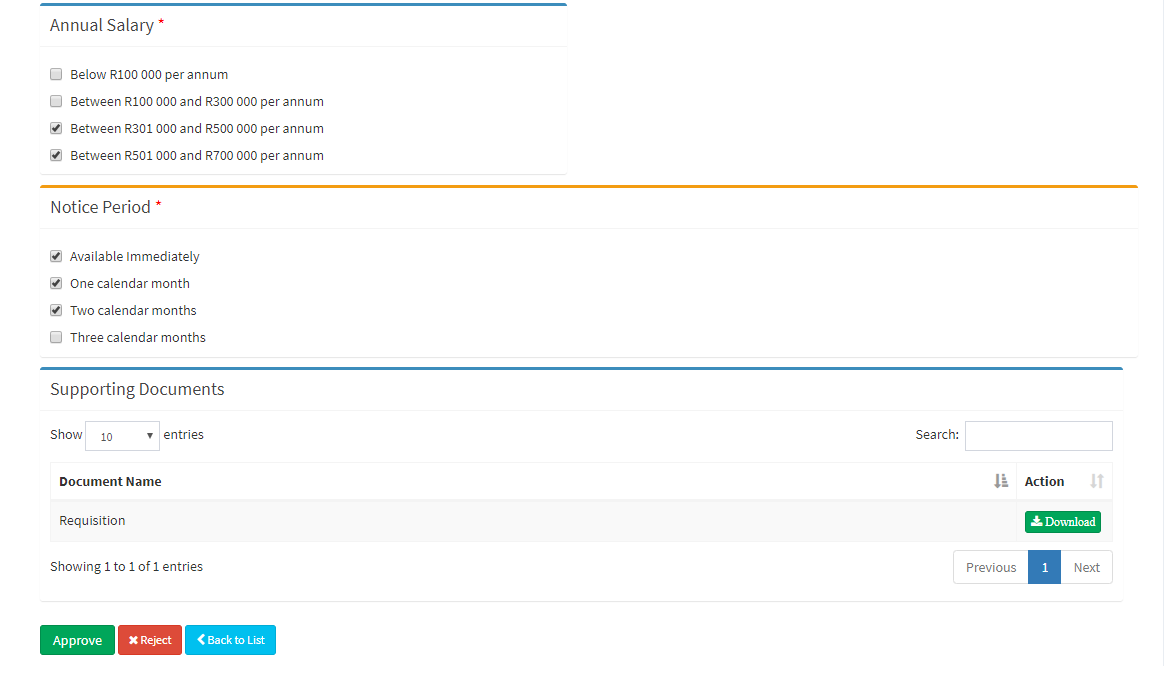 Annual Salary *
Below R100 000 per annum
Between R100 000 and R300 000 per annum
Between R301 000 and R500 000 per annum
Between R501 000 and R700 000 per annum
Notice Period *
Available Immediately
One calendar month
Two calendar months
Three calendar months
Supporting Documents
Show 10 entries Search:
Document Name Action
Requisition Download
Showing 1 to 1 of 1 entries Previous 1 Next
Approve Reject Back to List